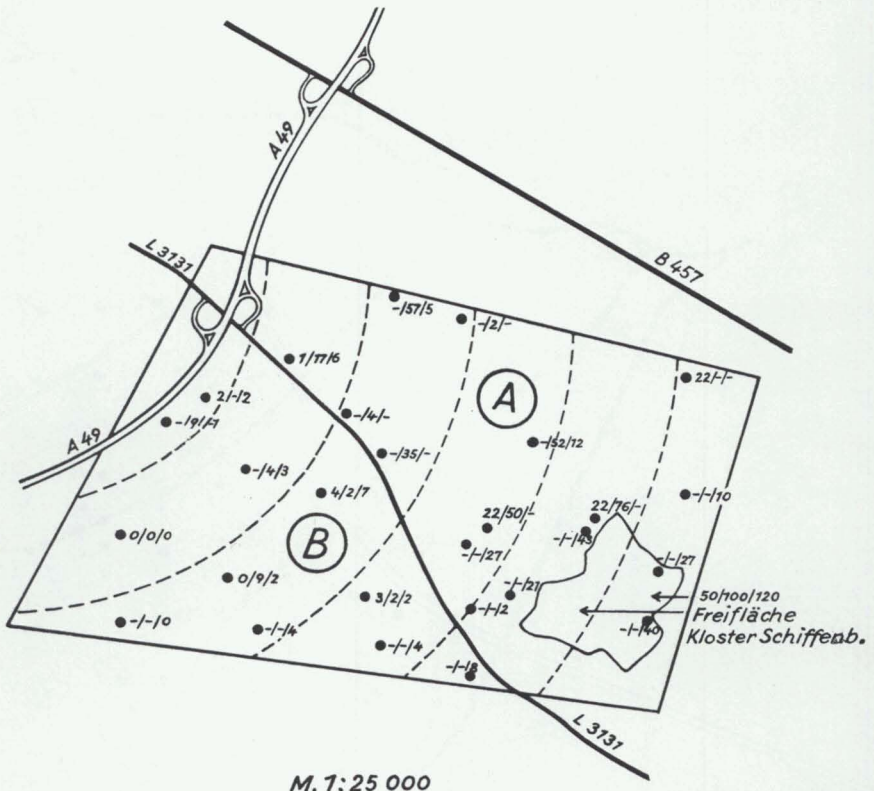 A 49
B 457
L 3131
-/57/5
-/2/-
1/17/6
A
22/-/-
2/-/2
-/4/-
A 49
-/35/-
-/52/12
-/4/3
4/2/7
-/-/10
22/50/-
22/76/-
0/0/0
B
-/-/27
-/-/43
0/9/2
-/-/27
3/2/2
-/-/21
50/100/120
-/-/2
Freifläche
-/-/0
-/-/4
-/-/40
Kloster Schiffenb.
-/-/4
-/-/8
L 3131
M. 1:25 000